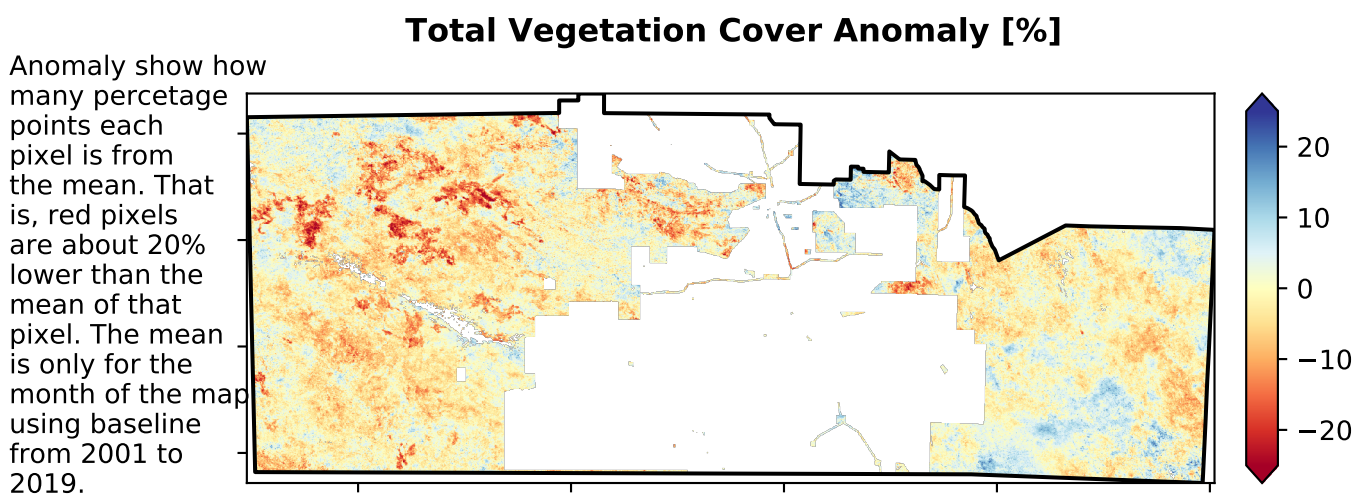 Total Vegetation Cover Anomaly [%]
Anomaly show how
many percetage
points each
pixel is from
the mean. That
is, red pixels
are about 20%
lower than the
mean of that
pixel. The mean
is only for the
month of the map
using baseline
from 2001 to
2019.
20
10
0
−10
−20